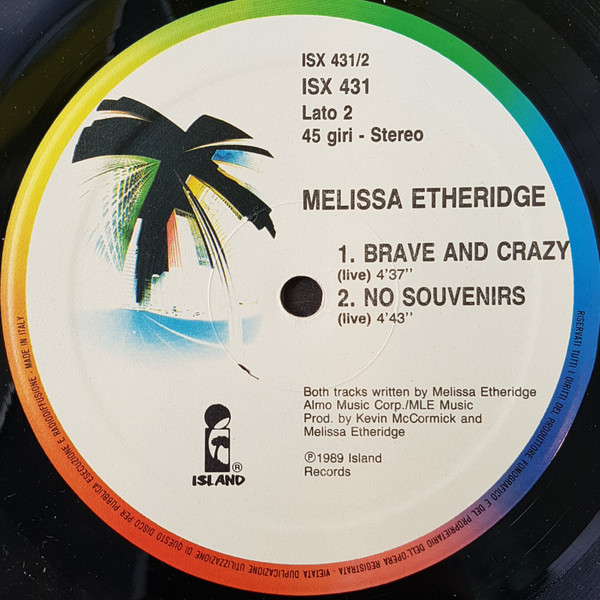 ISX 431/2
ISX 431
Lato 2
45 giri - Stereo
MELISSA ETHERIDGE
1. BRAVE AND CRAZY
(live) 4'37''
2. NO SOUVENIRS
(live) 4'43''
Both tracks written by Melissa Etheridge
Almo Music Corp./MLE Music
Prod. by Kevin McCormick and
Melissa Etheridge
℗1989 Island
Records
ISLAND®
RISERVATI TUTTI I DIRITTI DEL PRODUTTORE FONOGRAFICO E DEL PROPRIETARIO DELL'OPERA REGISTRATA - VIETATA DUPLICAZIONE UTILIZZAZIONE DI QUESTO DISCO PER PUBBLICA ESECUZIONE E RADIODIFFUSIONE - MADE IN ITALY